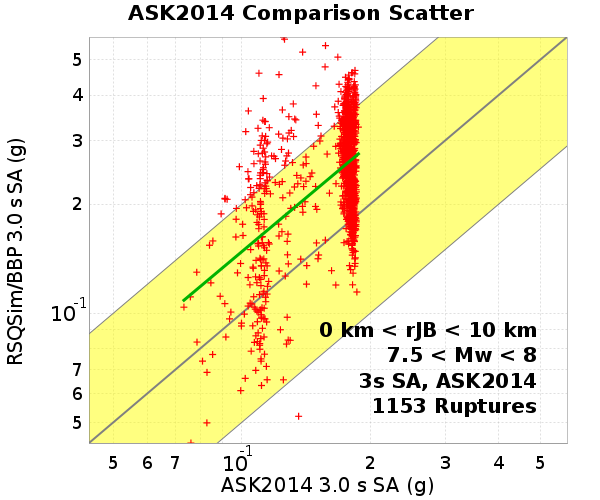 ASK2014 Comparison Scatter
RSQSim/BBP 3.0 s SA (g)
5
4
3
2
10-1
7
6
5
0 km < rJB < 10 km
7.5 < Mw < 8
3s SA, ASK2014
1153 Ruptures
5 6 7 10-1 2 3 4 5
ASK2014 3.0 s SA (g)